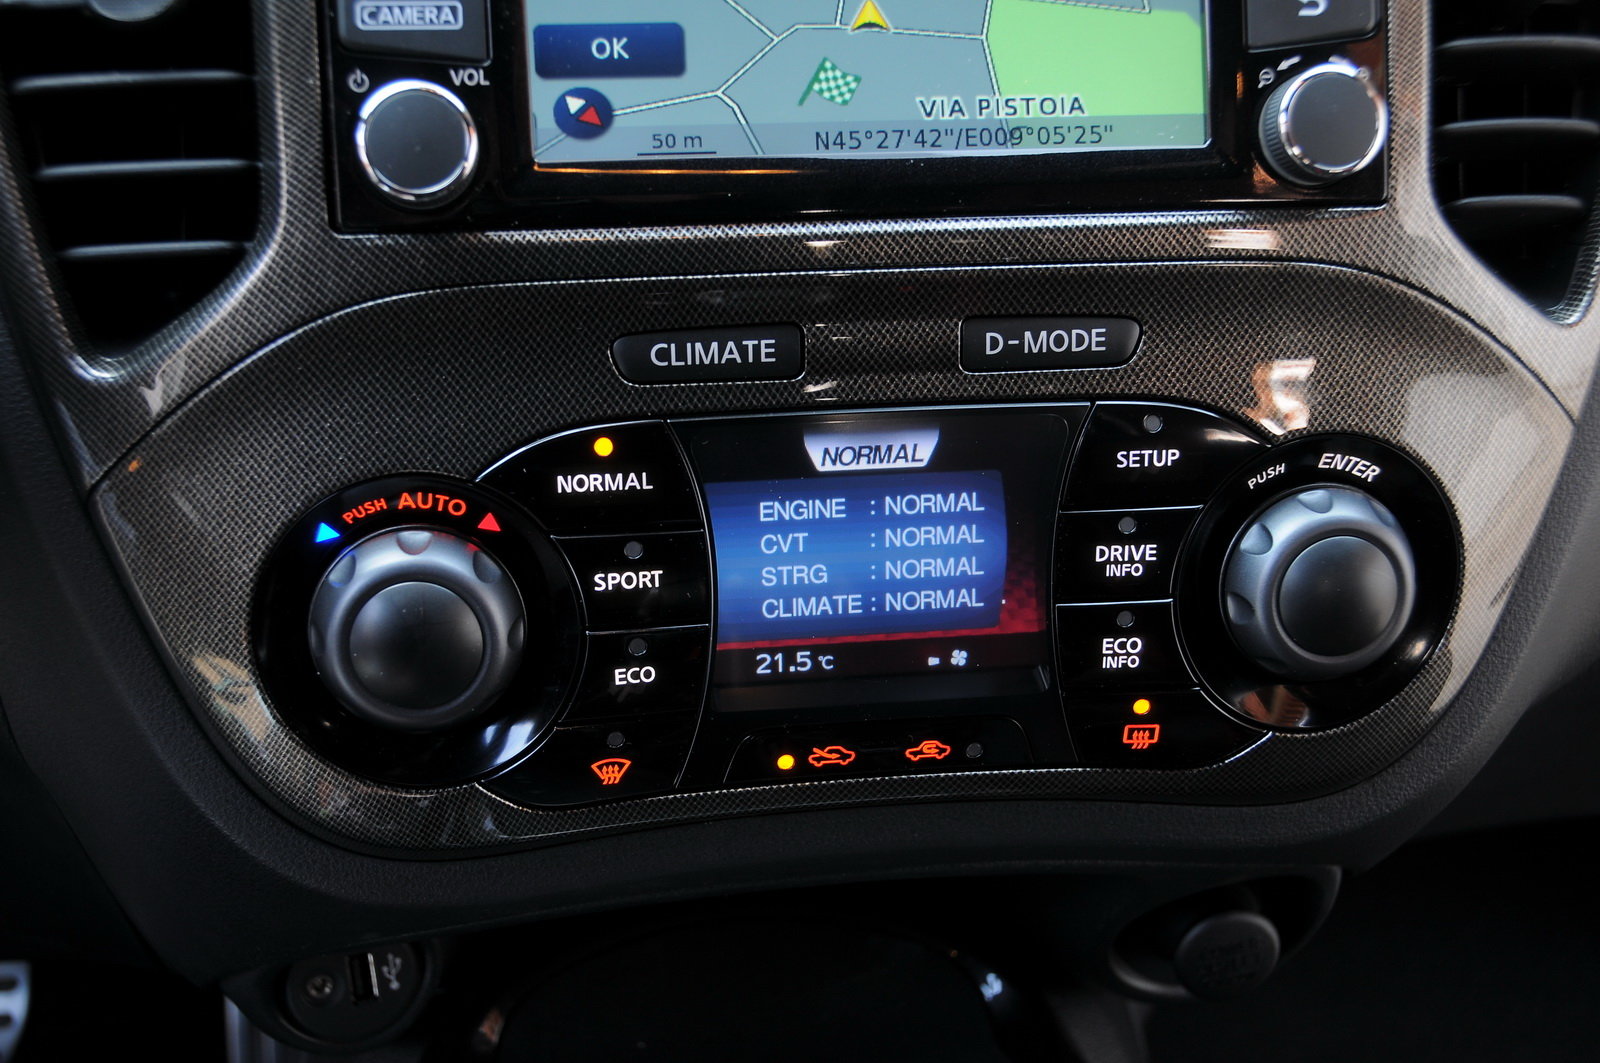 CAMERA
VOL
OK
VIA PISTOIA
50 m
N45°27'42"/E009°05'25"
CLIMATE
D-MODE
PUSH AUTO
NORMAL
SPORT
ECO
NORMAL
ENGINE : NORMAL
CVT : NORMAL
STRG : NORMAL
CLIMATE : NORMAL
21.5 °C
SETUP
DRIVE
INFO
ECO
INFO
PUSH ENTER